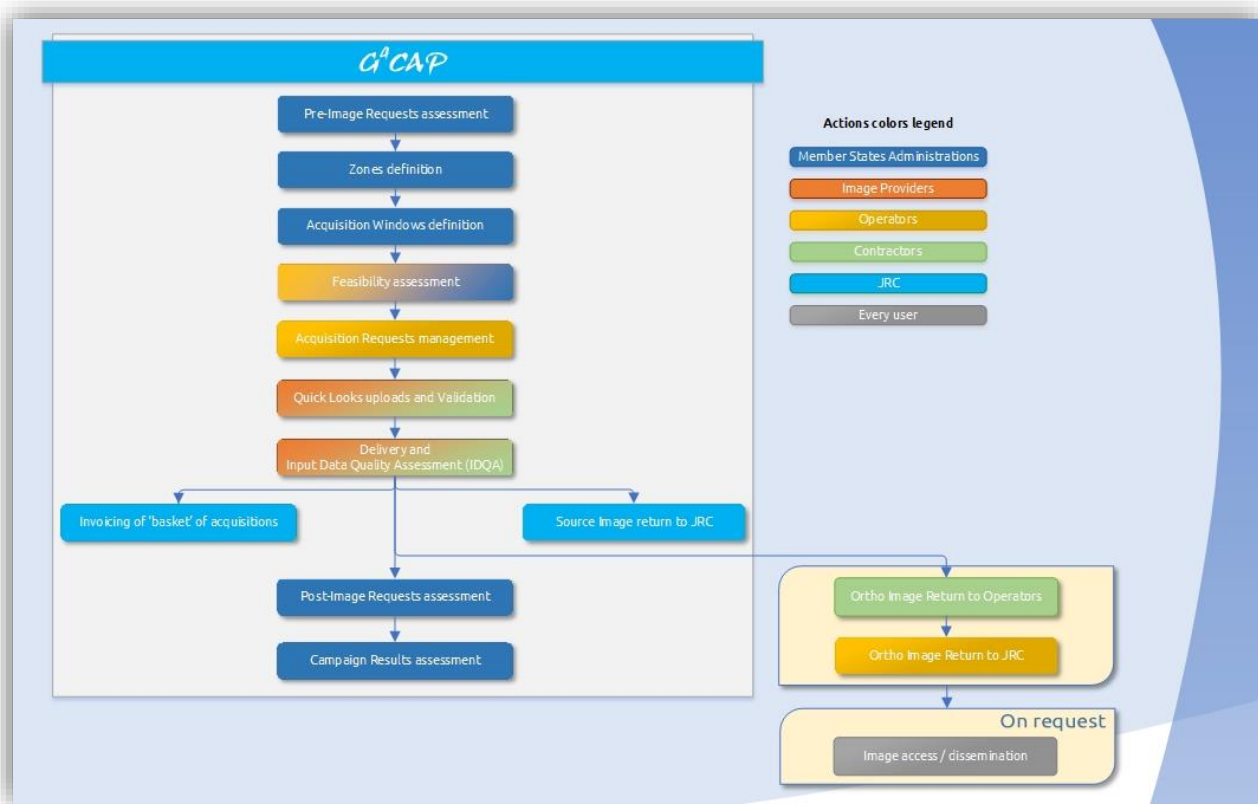 G⁴CAP
Pre-Image Requests assessment
Zones definition
Acquisition Windows definition
Feasibility assessment
Acquisition Requests management
Quick Looks uploads and Validation
Delivery and
Input Data Quality Assessment (IDQA)
Invoicing of ‘basket’ of acquisitions
Source Image return to JRC
Post-Image Requests assessment
Campaign Results assessment
Actions colors legend
Member States Administrations
Image Providers
Operators
Contractors
JRC
Every user
Ortho Image Return to Operators
Ortho Image Return to JRC
On request
Image access / dissemination